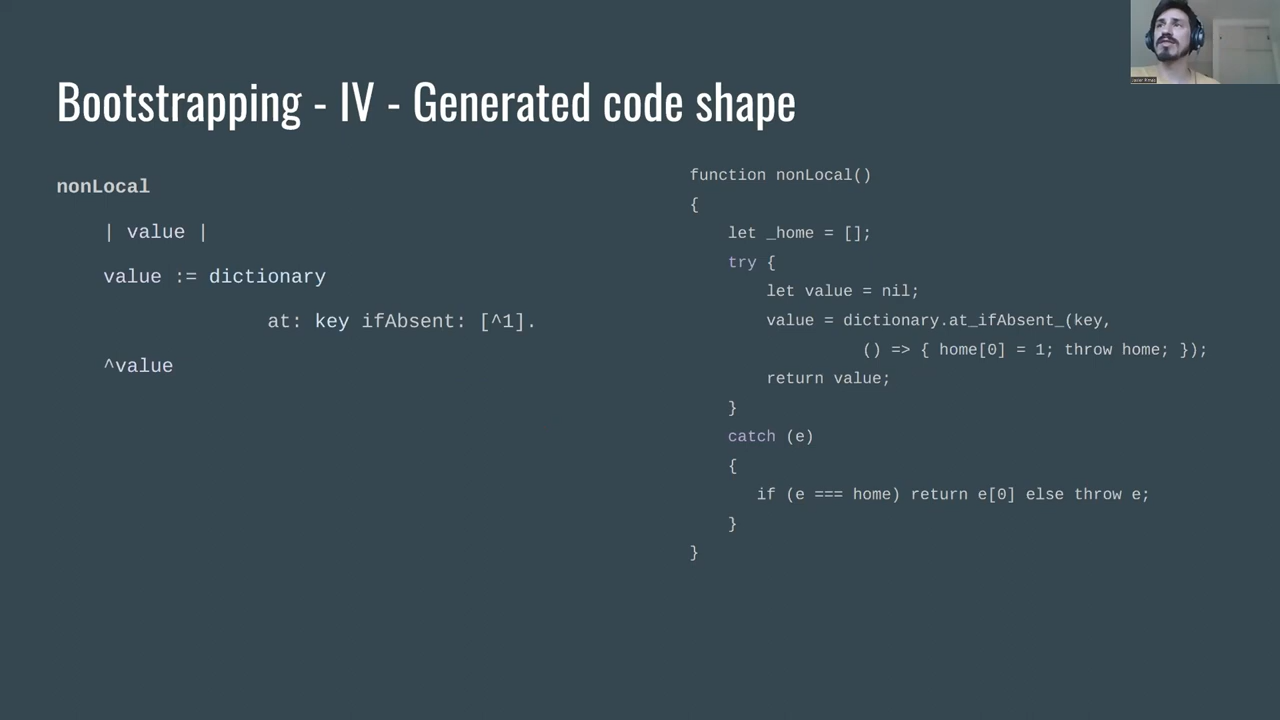 Bootstrapping - IV - Generated code shape
nonLocal
| value |
value := dictionary
at: key ifAbsent: [^1].
^value
function nonLocal()
{
let _home = [];
try {
let value = nil;
value = dictionary.at_ifAbsent_(key,
() => { home[0] = 1; throw home; });
return value;
}
catch (e)
{
if (e === home) return e[0] else throw e;
}
}